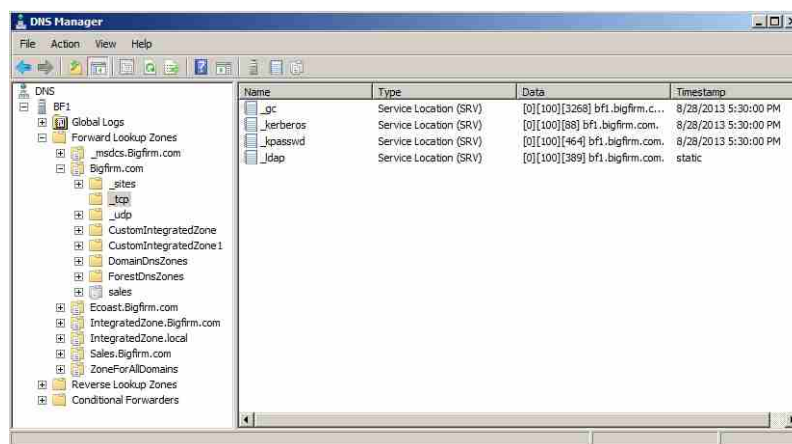 DNS Manager
File Action View Help
DNS
BF1
Global Logs
Forward Lookup Zones
_msdcs.Bigfirm.com
Bigfirm.com
_sites
_tcp
_udp
CustomIntegratedZone
CustomIntegratedZone1
DomainDnsZones
ForestDnsZones
sales
Ecoast.Bigfirm.com
IntegratedZone.Bigfirm.com
IntegratedZone.local
Sales.Bigfirm.com
ZoneForAllDomains
Reverse Lookup Zones
Conditional Forwarders
Name Type Data Timestamp
_gc Service Location (SRV) [0][100][3268] bf1.bigfirm.c... 8/28/2013 5:30:00 PM
_kerberos Service Location (SRV) [0][100][88] bf1.bigfirm.com. 8/28/2013 5:30:00 PM
_kpasswd Service Location (SRV) [0][100][464] bf1.bigfirm.com. 8/28/2013 5:30:00 PM
_ldap Service Location (SRV) [0][100][389] bf1.bigfirm.com. static